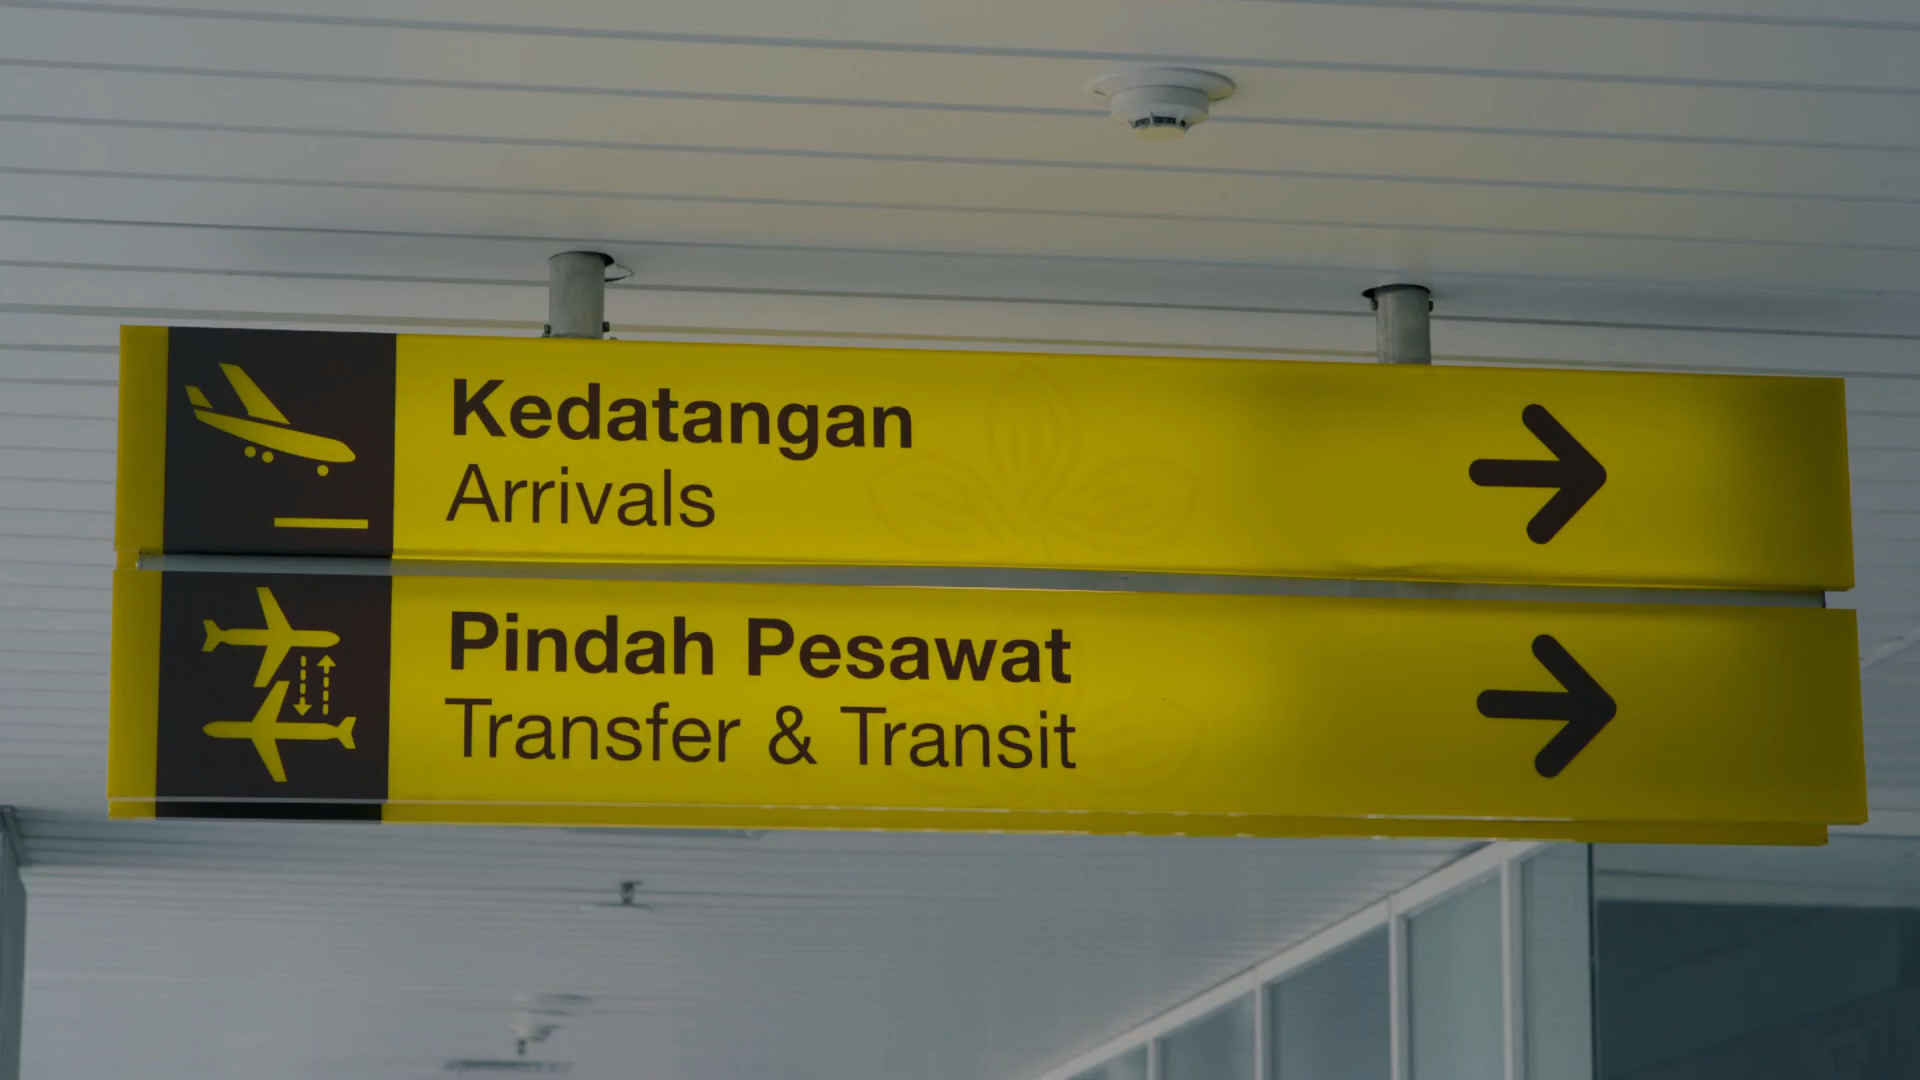 Kedatangan
Arrivals
Pindah Pesawat
Transfer & Transit